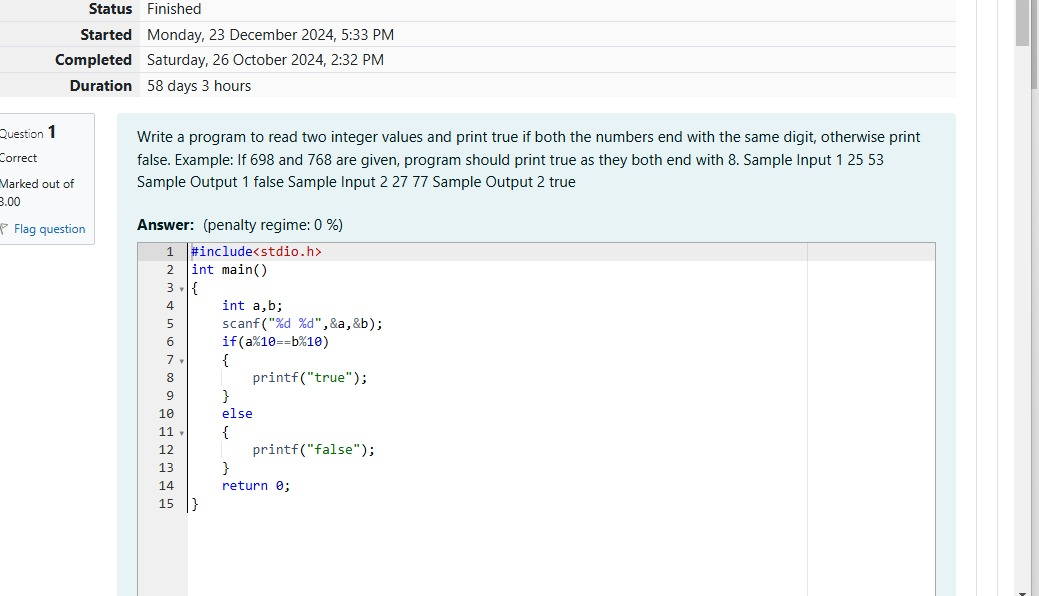 Status Finished
Started Monday, 23 December 2024, 5:33 PM
Completed Saturday, 26 October 2024, 2:32 PM
Duration 58 days 3 hours
Question 1
Correct
Marked out of
3.00
Flag question
Write a program to read two integer values and print true if both the numbers end with the same digit, otherwise print
false. Example: If 698 and 768 are given, program should print true as they both end with 8. Sample Input 1 25 53
Sample Output 1 false Sample Input 2 27 77 Sample Output 2 true
Answer: (penalty regime: 0 %)
1 #include<stdio.h>
2 int main()
3 {
4 int a,b;
5 scanf("%d %d",&a,&b);
6 if(a%10==b%10)
7 {
8 printf("true");
9 }
10 else
11 {
12 printf("false");
13 }
14 return 0;
15 }